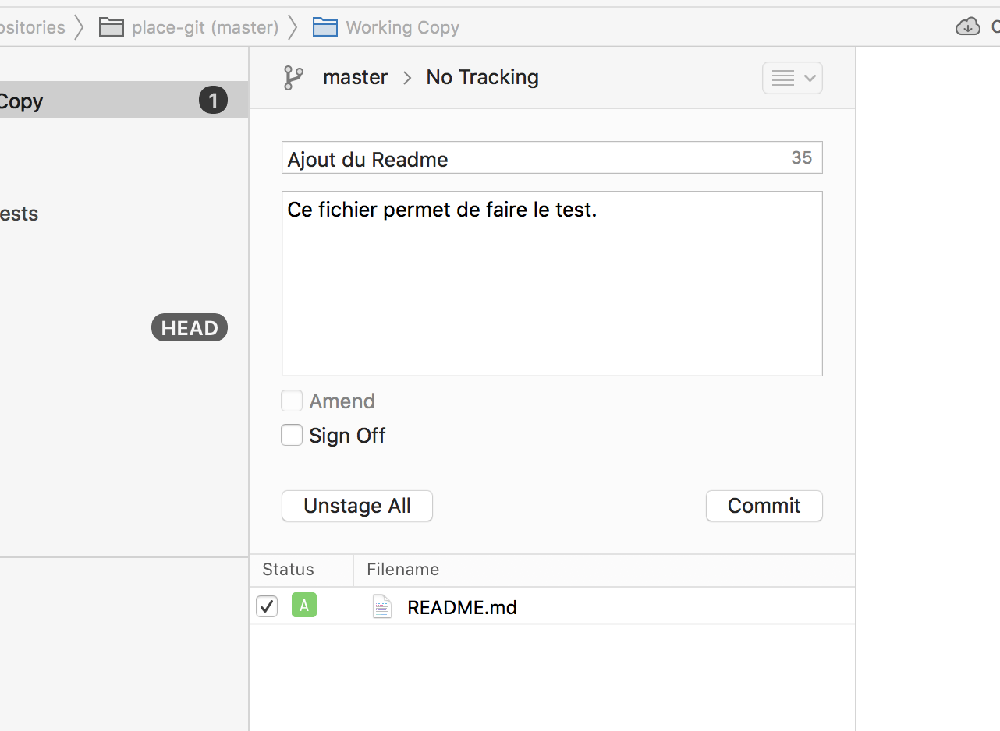 ositories place-git (master) Working Copy
master No Tracking
Copy 1
Ajout du Readme 35
Ce fichier permet de faire le test.
ests
HEAD
Amend
Sign Off
Unstage All Commit
Status Filename
A README.md